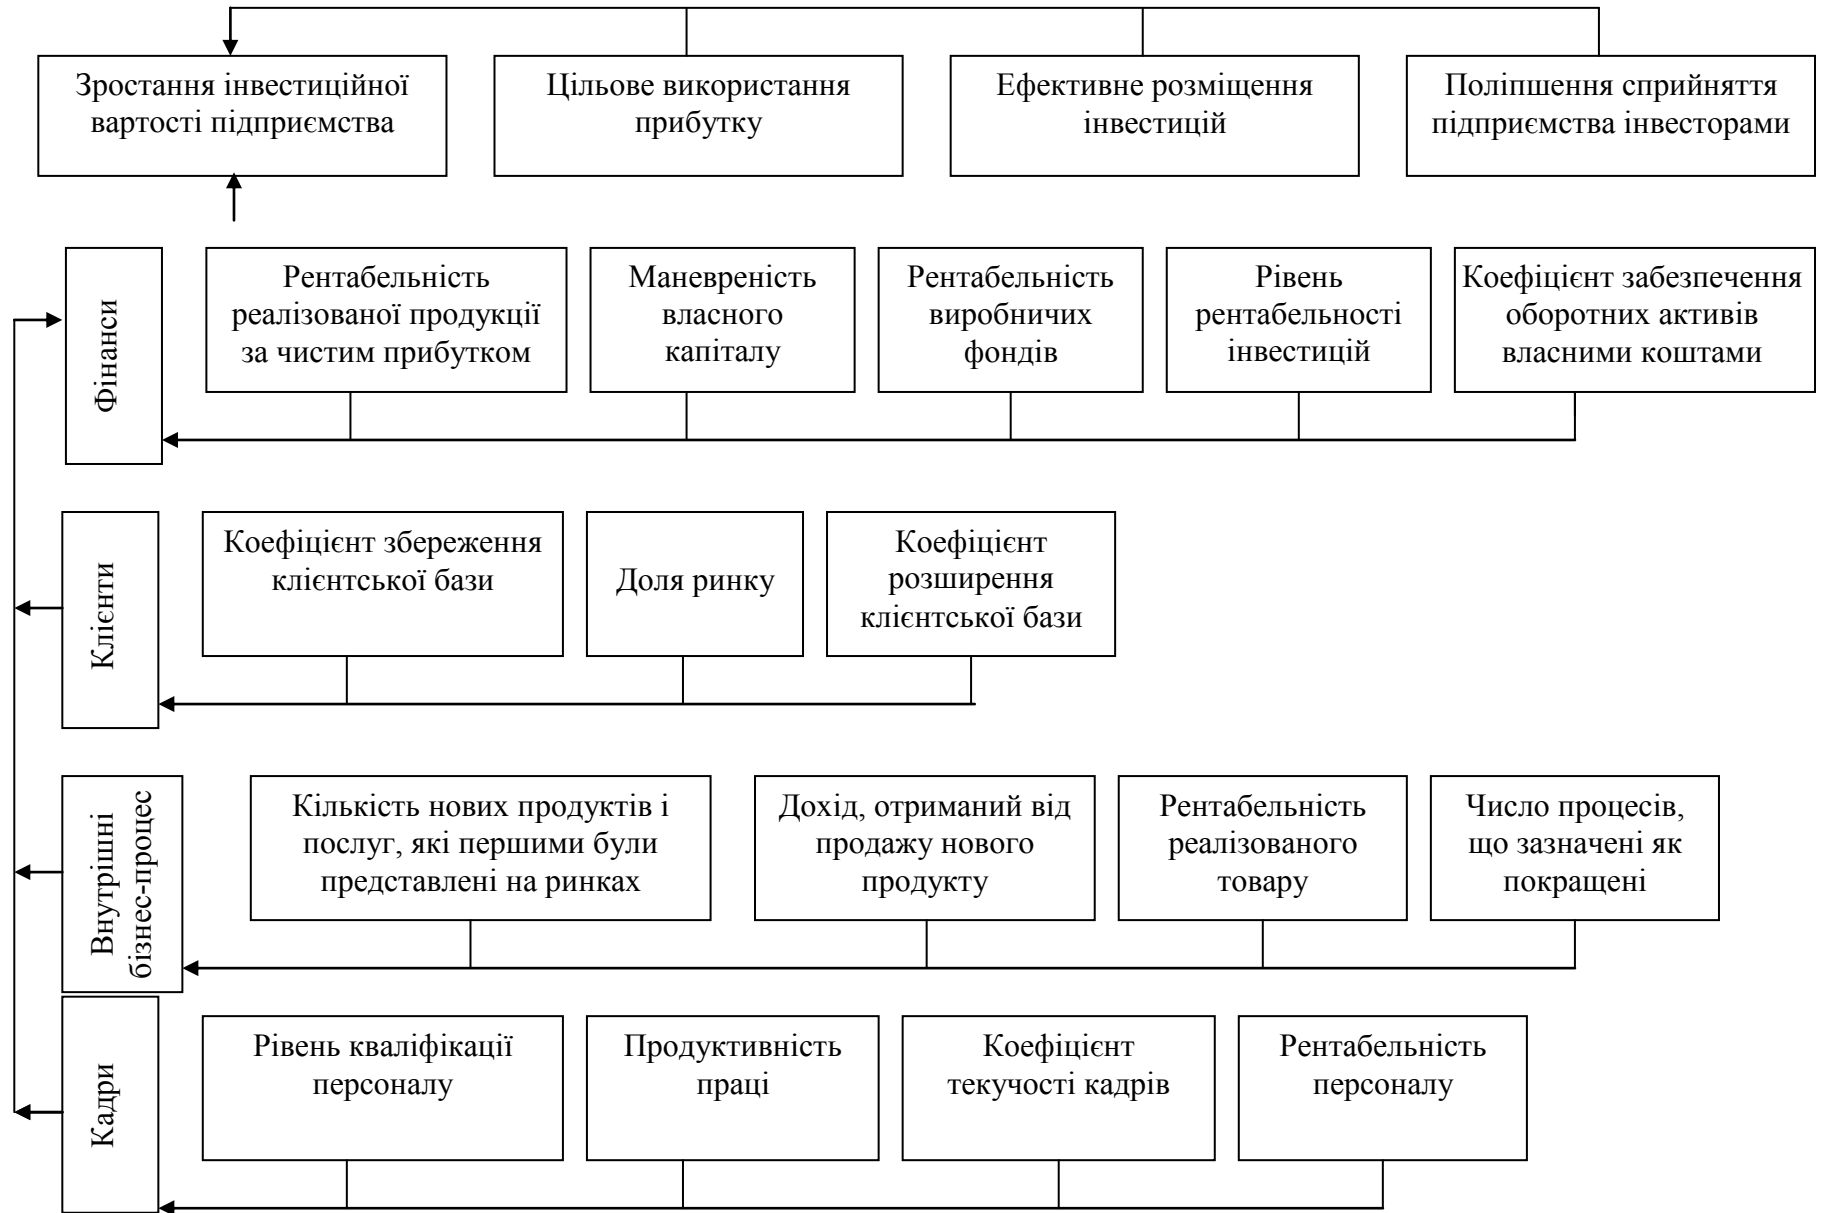 Зростання інвестиційної
вартості підприємства
Цільове використання
прибутку
Ефективне розміщення
інвестицій
Поліпшення сприйняття
підприємства інвесторами
Фінанси
Рентабельність
реалізованої продукції
за чистим прибутком
Маневреність
власного
капіталу
Рентабельність
виробничих
фондів
Рівень
рентабельності
інвестицій
Коефіцієнт забезпечення
оборотних активів
власними коштами
Клієнти
Коефіцієнт збереження
клієнтської бази
Доля ринку
Коефіцієнт
розширення
клієнтської бази
Внутрішні
бізнес-процес
Кількість нових продуктів і
послуг, які першими були
представлені на ринках
Дохід, отриманий від
продажу нового
продукту
Рентабельність
реалізованого
товару
Число процесів,
що зазначені як
покращені
Кадри
Рівень кваліфікації
персоналу
Продуктивність
праці
Коефіцієнт
текучості кадрів
Рентабельність
персоналу